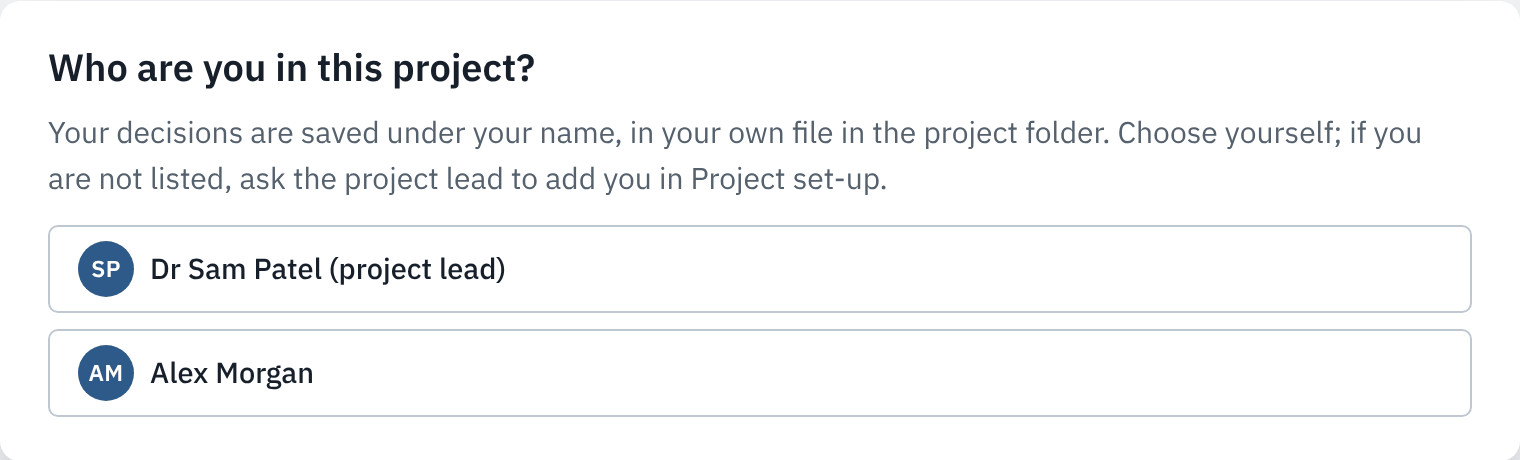 Who are you in this project?
Your decisions are saved under your name, in your own file in the project folder. Choose yourself; if you
are not listed, ask the project lead to add you in Project set-up.
SP Dr Sam Patel (project lead)
AM Alex Morgan